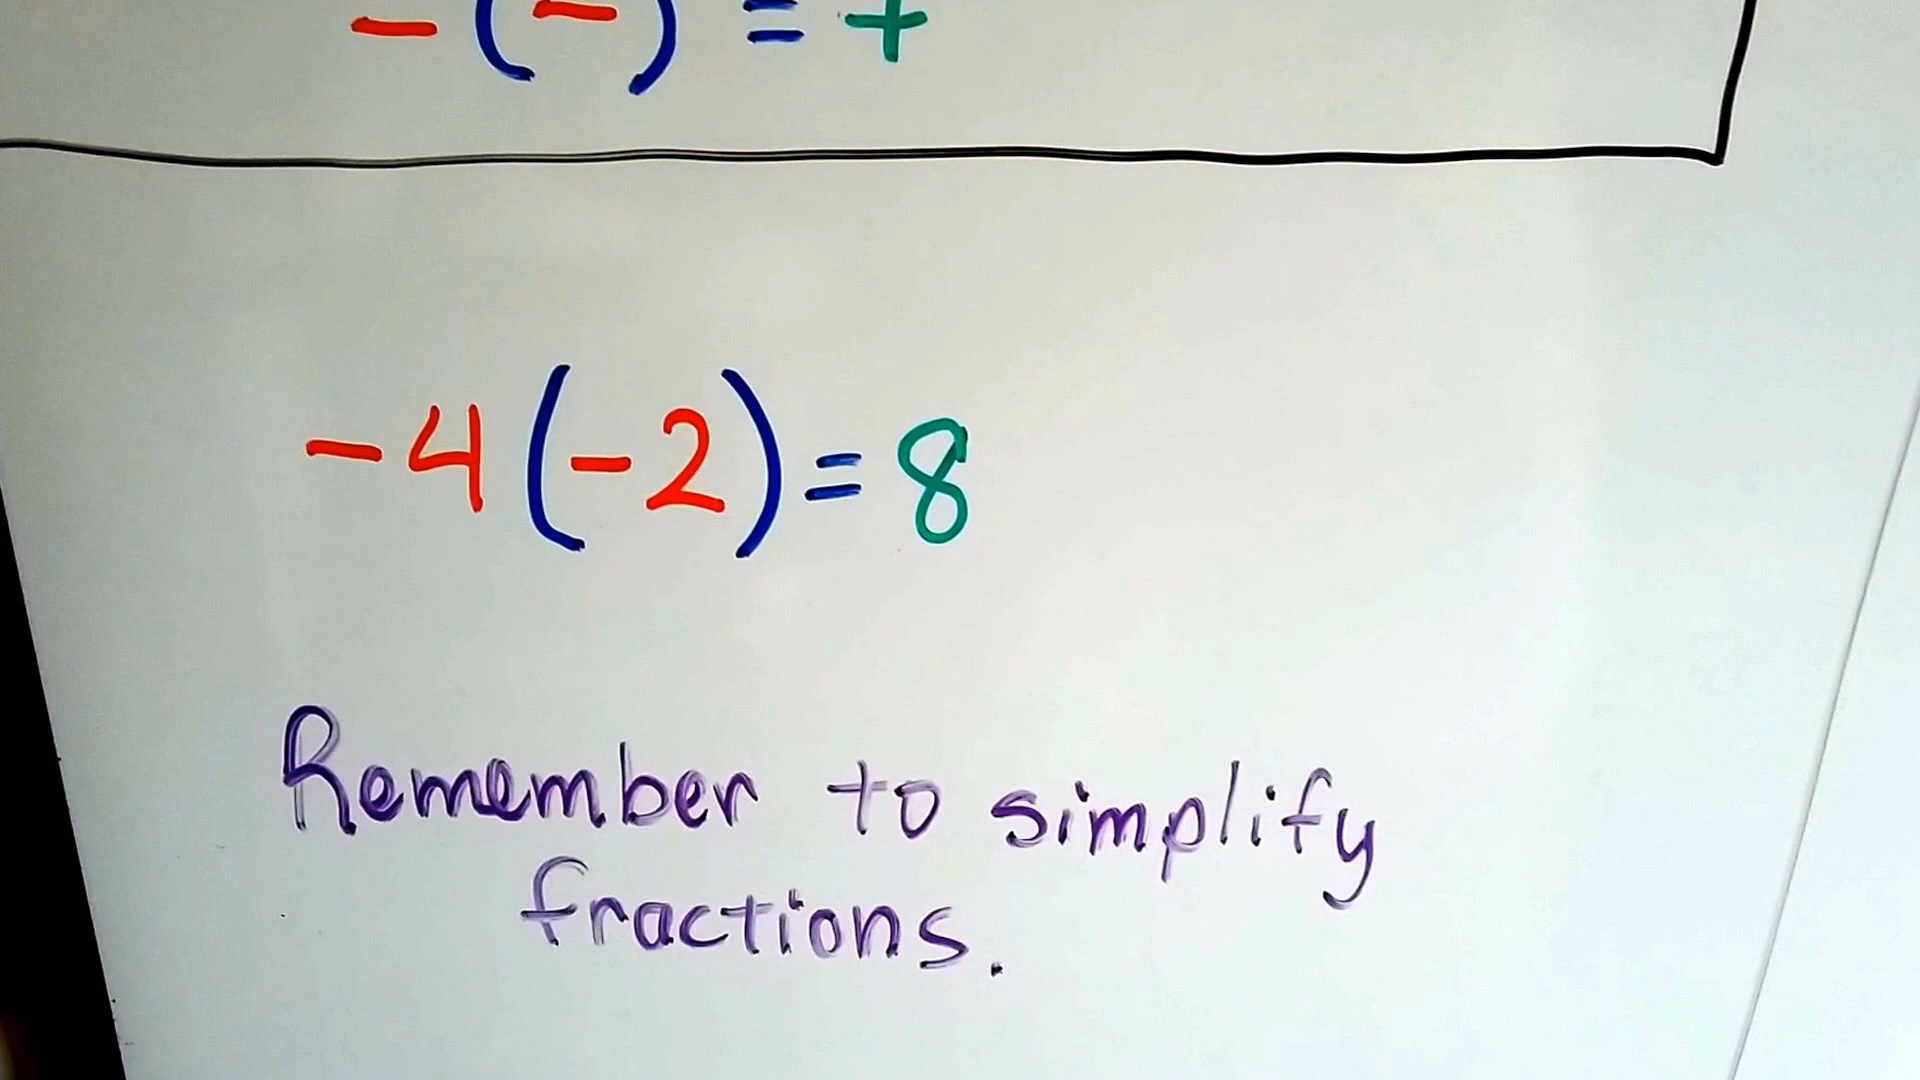 -(-)=+
-4(-2)=8
Remember to simplify
fractions.